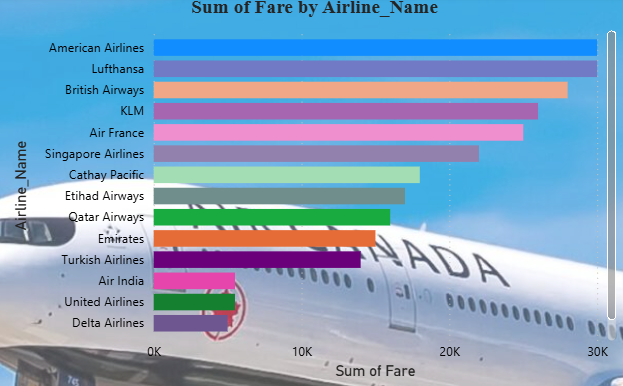 Sum of Fare by Airline_Name
Airline_Name
American Airlines
Lufthansa
British Airways
KLM
Air France
Singapore Airlines
Cathay Pacific
Etihad Airways
Qatar Airways
Emirates
Turkish Airlines
Air India
United Airlines
Delta Airlines
0K 10K 20K 30K
Sum of Fare
CANADA